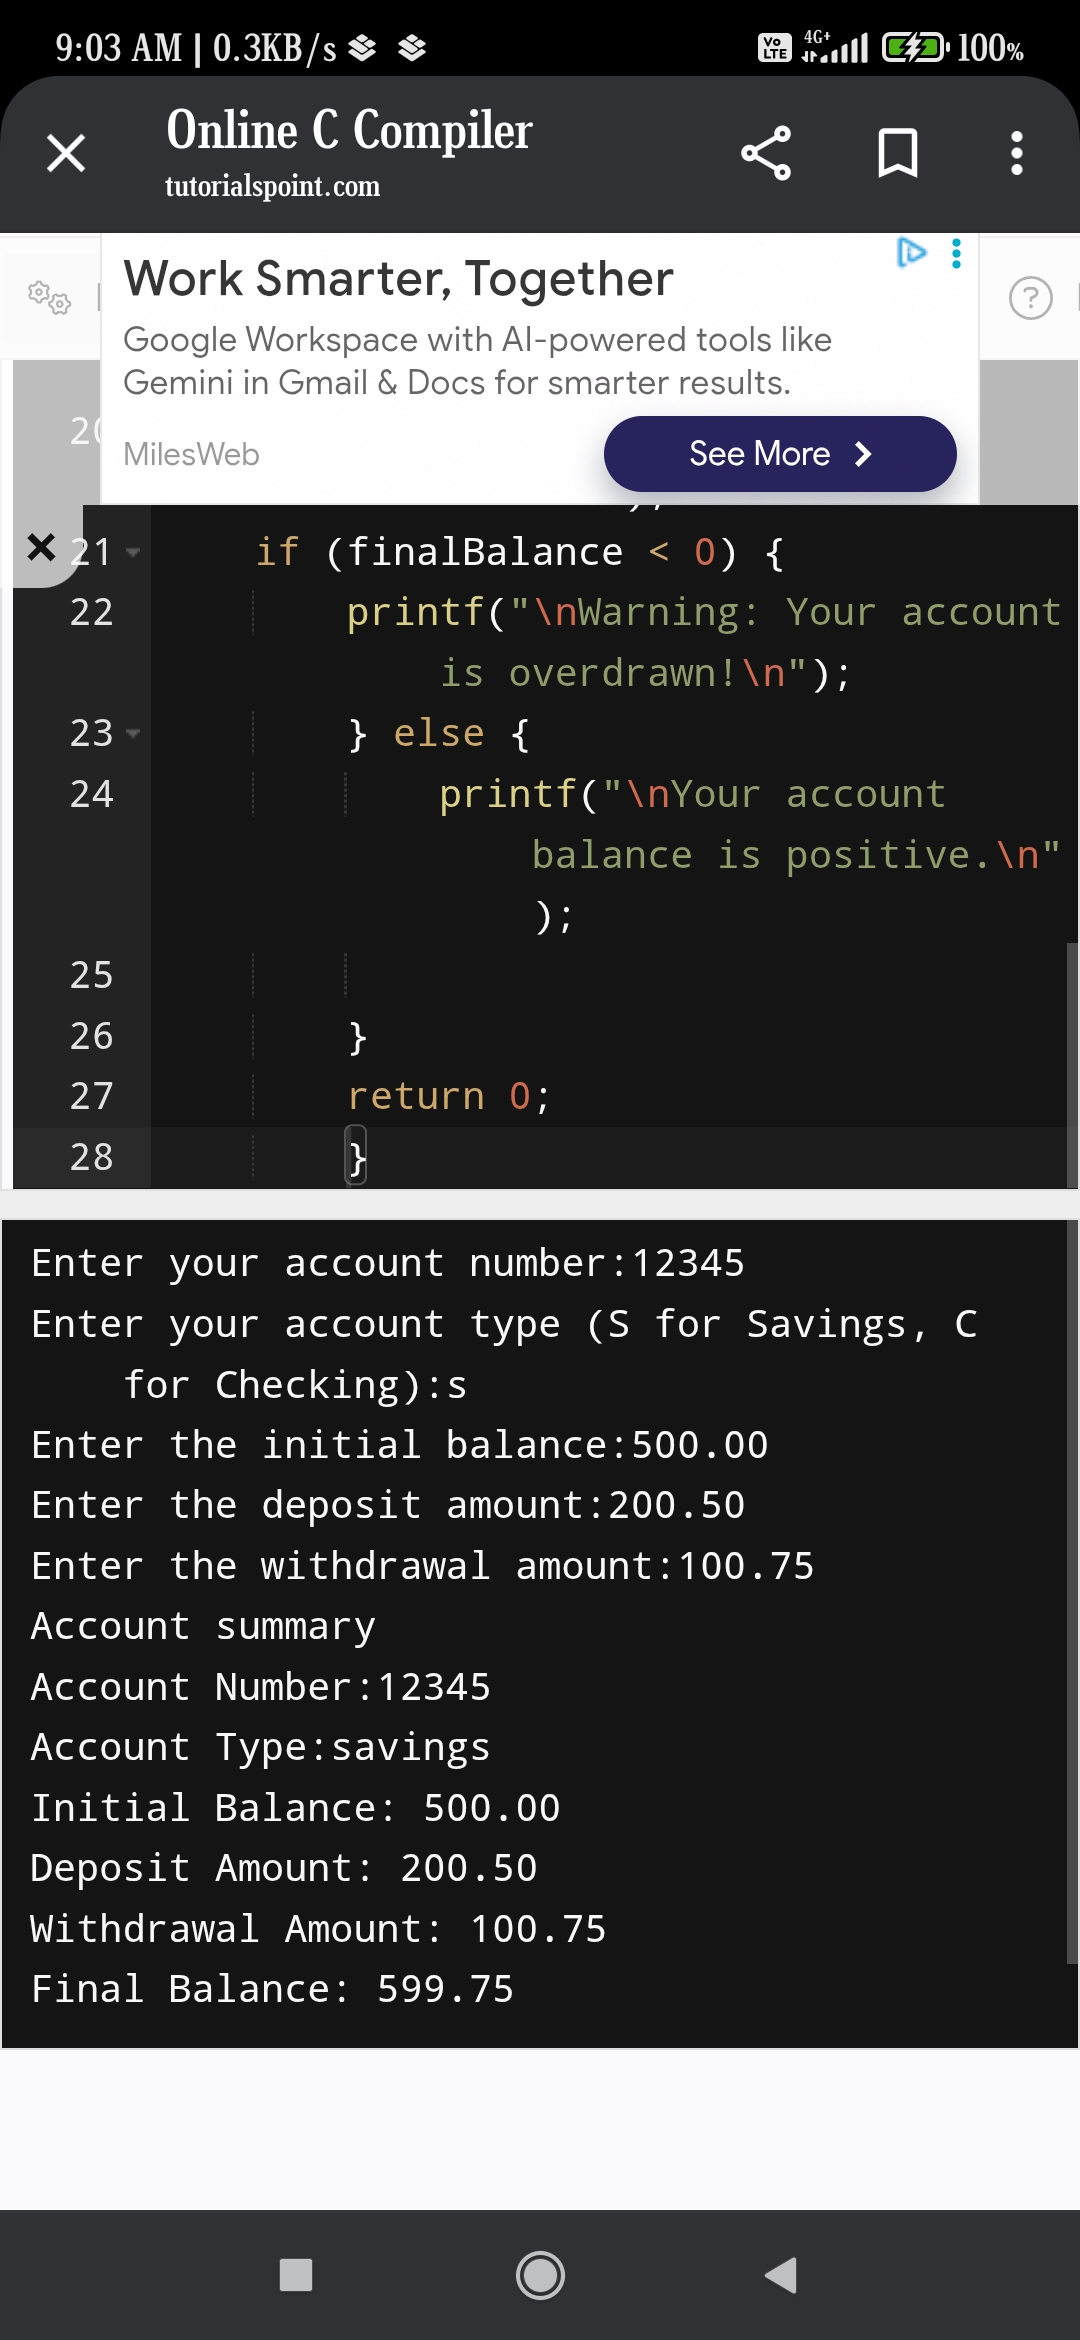 9:03 AM | 0.3KB/s
Vo LTE 4G+ 100%
Online C Compiler
tutorialspoint.com
Work Smarter, Together
Google Workspace with AI-powered tools like
Gemini in Gmail & Docs for smarter results.
MilesWeb
See More
20
);
21 if (finalBalance < 0) {
22 printf("\nWarning: Your account
is overdrawn!\n");
23 } else {
24 printf("\nYour account
balance is positive.\n"
);
25
26 }
27 return 0;
28 }
Enter your account number:12345
Enter your account type (S for Savings, C
for Checking):s
Enter the initial balance:500.00
Enter the deposit amount:200.50
Enter the withdrawal amount:100.75
Account summary
Account Number:12345
Account Type:savings
Initial Balance: 500.00
Deposit Amount: 200.50
Withdrawal Amount: 100.75
Final Balance: 599.75